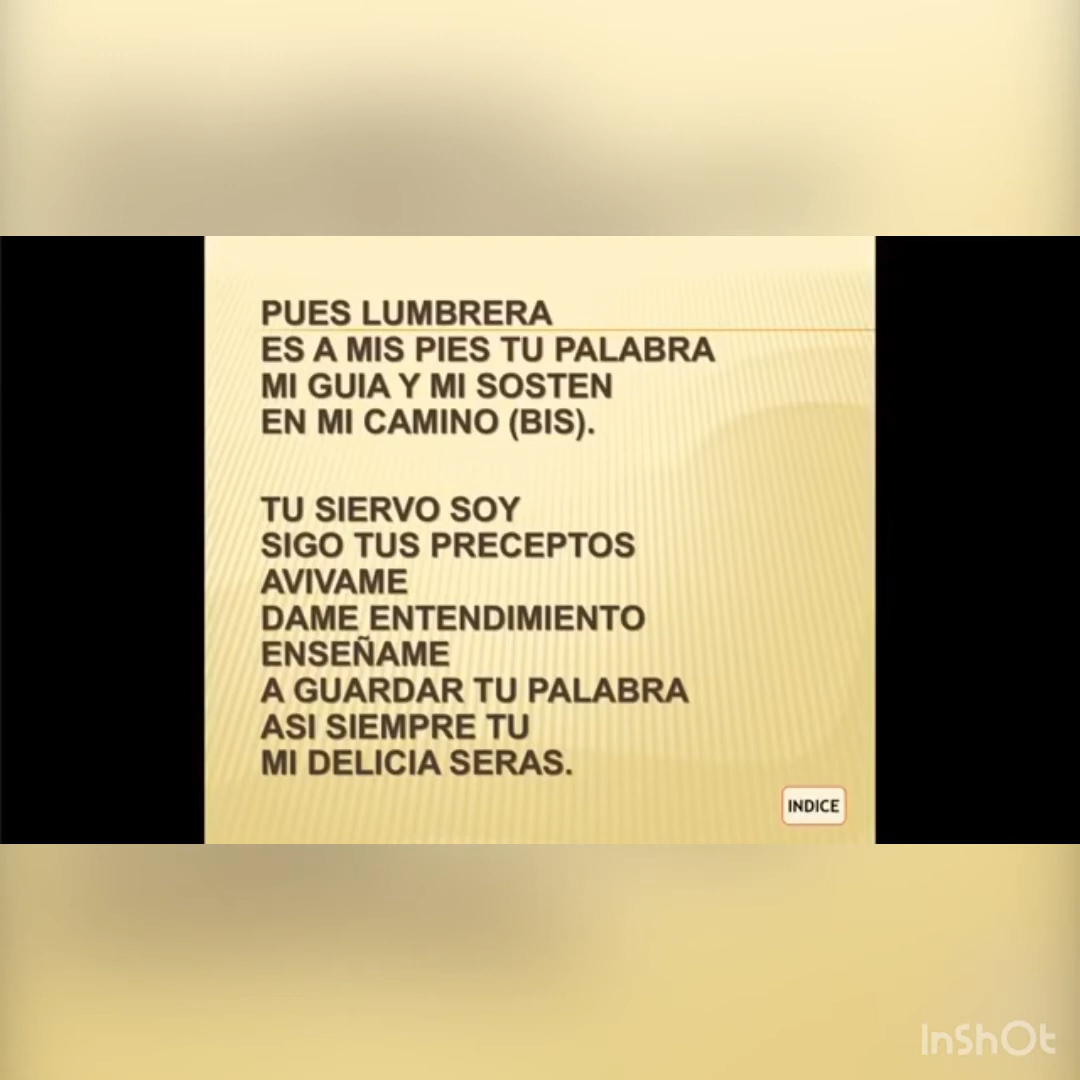 PUES LUMBRERA
ES A MIS PIES TU PALABRA
MI GUIA Y MI SOSTEN
EN MI CAMINO (BIS).
TU SIERVO SOY
SIGO TUS PRECEPTOS
AVIVAME
DAME ENTENDIMIENTO
ENSEÑAME
A GUARDAR TU PALABRA
ASI SIEMPRE TU
MI DELICIA SERAS.
INDICE
InShOt